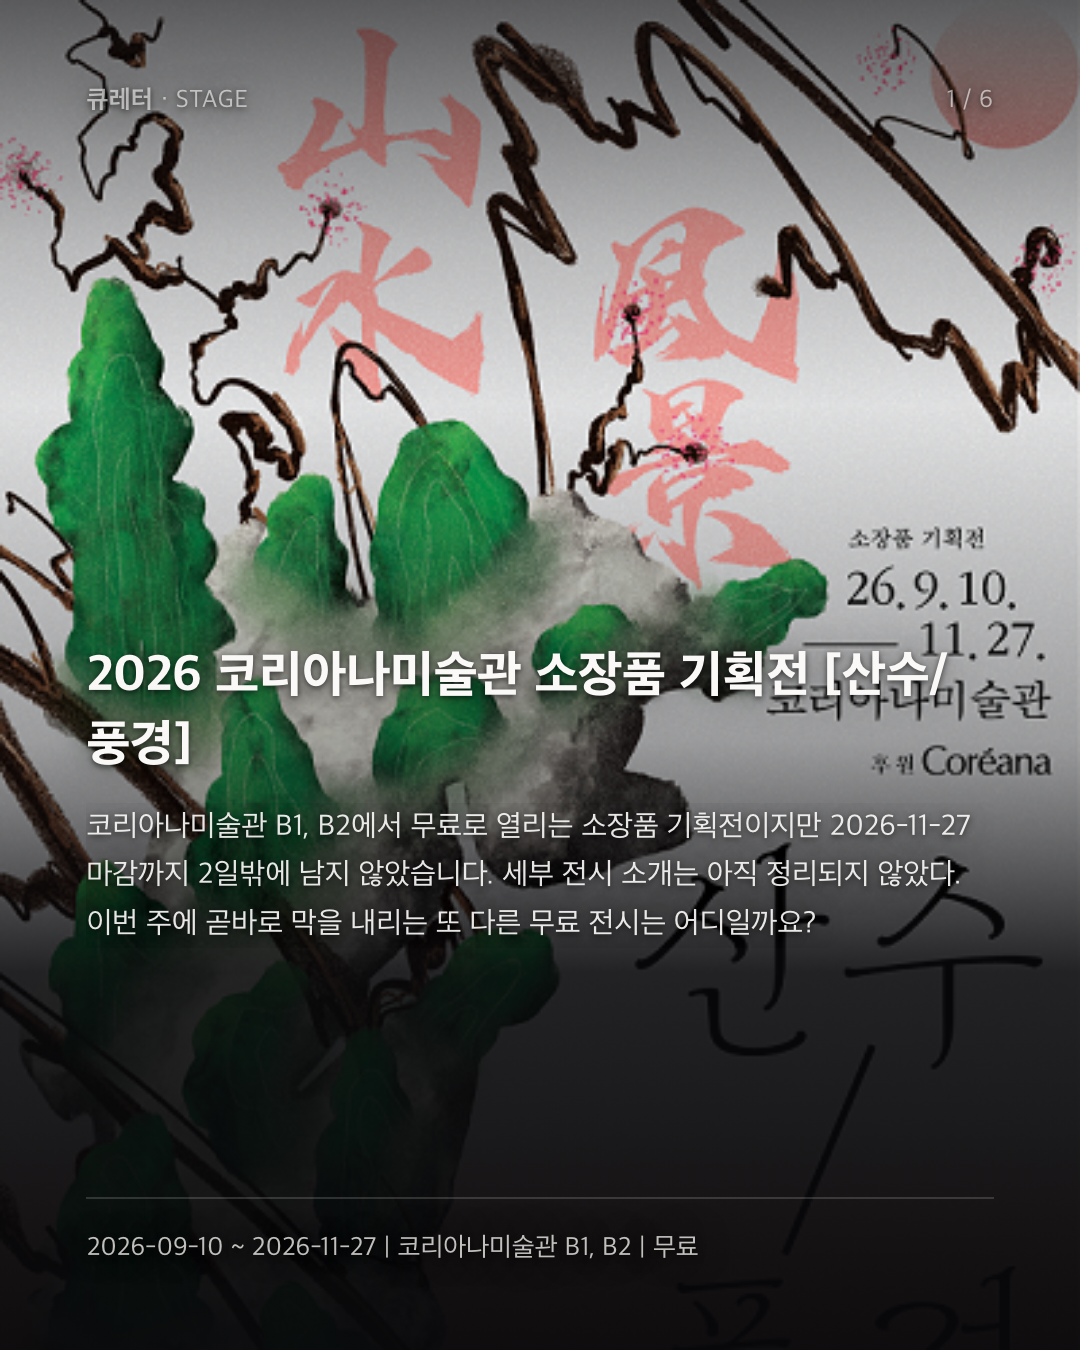 큐레터 · STAGE
1 / 6
山水
風景
소장품 기획전
26. 9. 10.
11. 27.
코리아나미술관
후원 Coréana
2026 코리아나미술관 소장품 기획전 [산수/
풍경]
코리아나미술관 B1, B2에서 무료로 열리는 소장품 기획전이지만 2026-11-27
마감까지 2일밖에 남지 않았습니다. 세부 전시 소개는 아직 정리되지 않았다.
이번 주에 곧바로 막을 내리는 또 다른 무료 전시는 어디일까요?
산수
/
풍경
2026-09-10 ~ 2026-11-27 | 코리아나미술관 B1, B2 | 무료